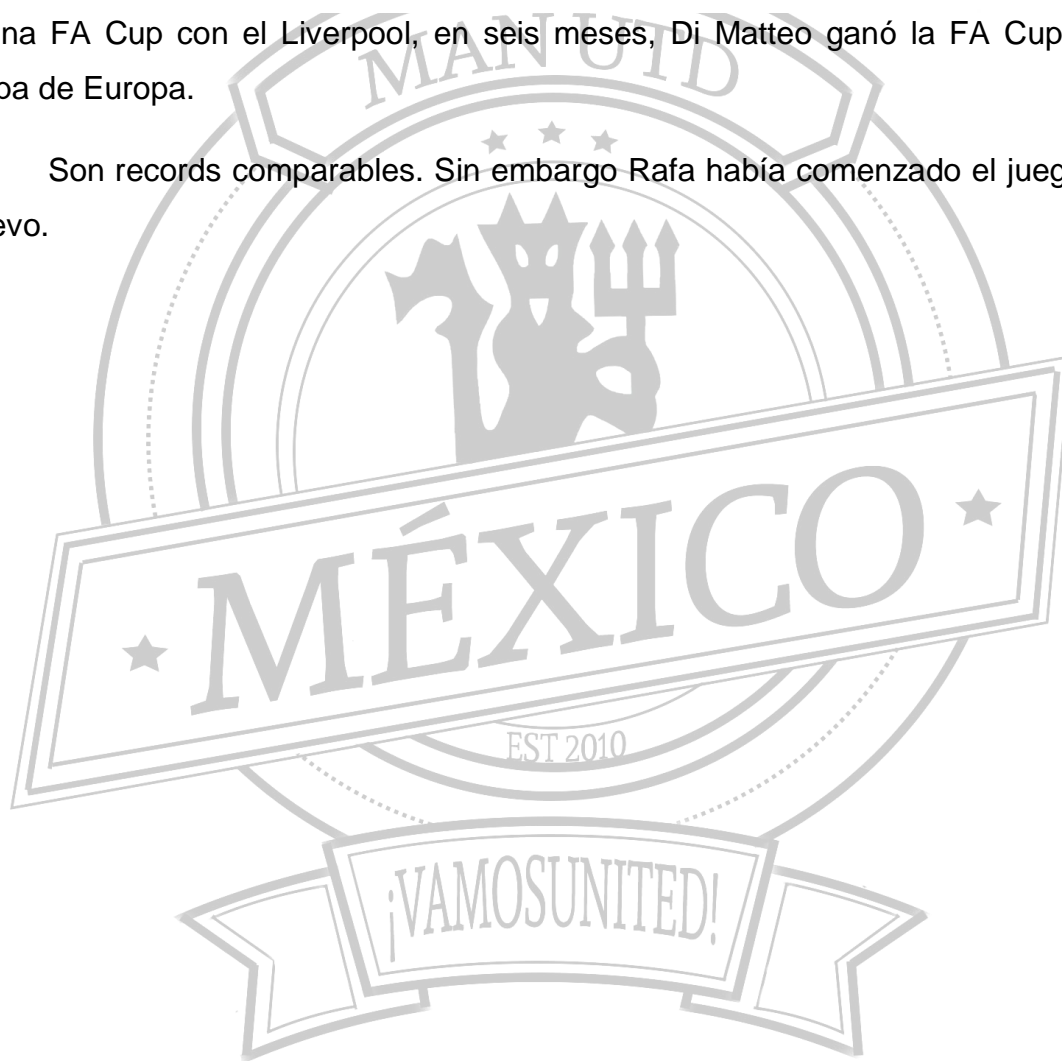 na FA Cup con el Liverpool, en seis meses, Di Matteo ganó la FA Cup
pa de Europa.
MAN UTD
Son records comparables. Sin embargo Rafa había comenzado el jueg
evo.
MÉXICO
EST 2010
¡VAMOSUNITED!